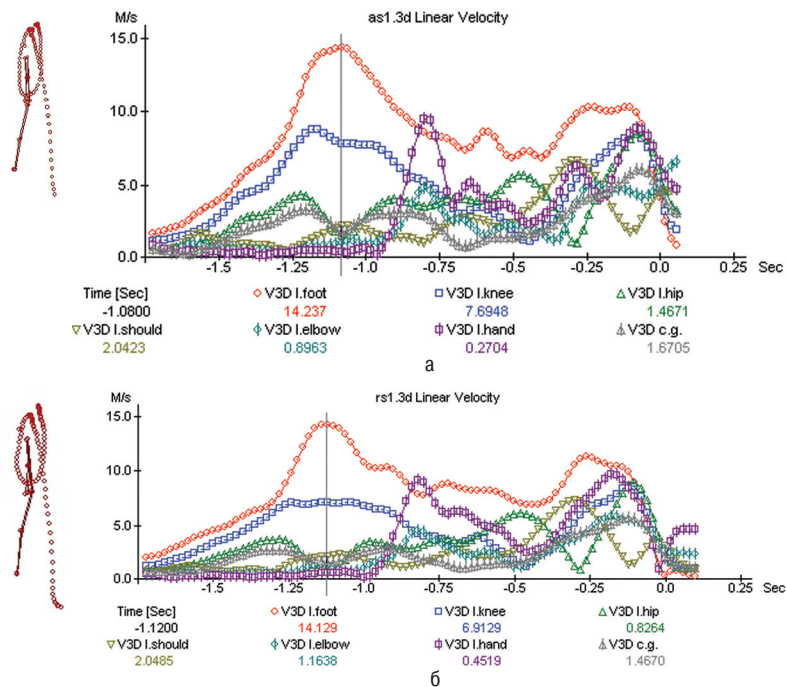 M/s
as1.3d Linear Velocity
15.0
10.0
5.0
0.0
-1.25 -1.0 -0.75 -0.50 -0.25 0.0 0.25 Sec
Time [Sec] V3D l.foot V3D l.knee V3D l.hip
-1.0800 14.237 7.6948 1.4671
V3D l.should V3D l.elbow V3D l.hand V3D c.g.
2.0423 0.8963 0.2704 1.6705
а
M/s
rs1.3d Linear Velocity
15.0
10.0
5.0
0.0
-1.25 -1.0 -0.75 -0.50 -0.25 0.0 0.25 Sec
Time [Sec] V3D l.foot V3D l.knee V3D l.hip
-1.1200 14.129 6.9129 0.8264
V3D l.should V3D l.elbow V3D l.hand V3D c.g.
2.0485 1.1638 0.4519 1.4670
б